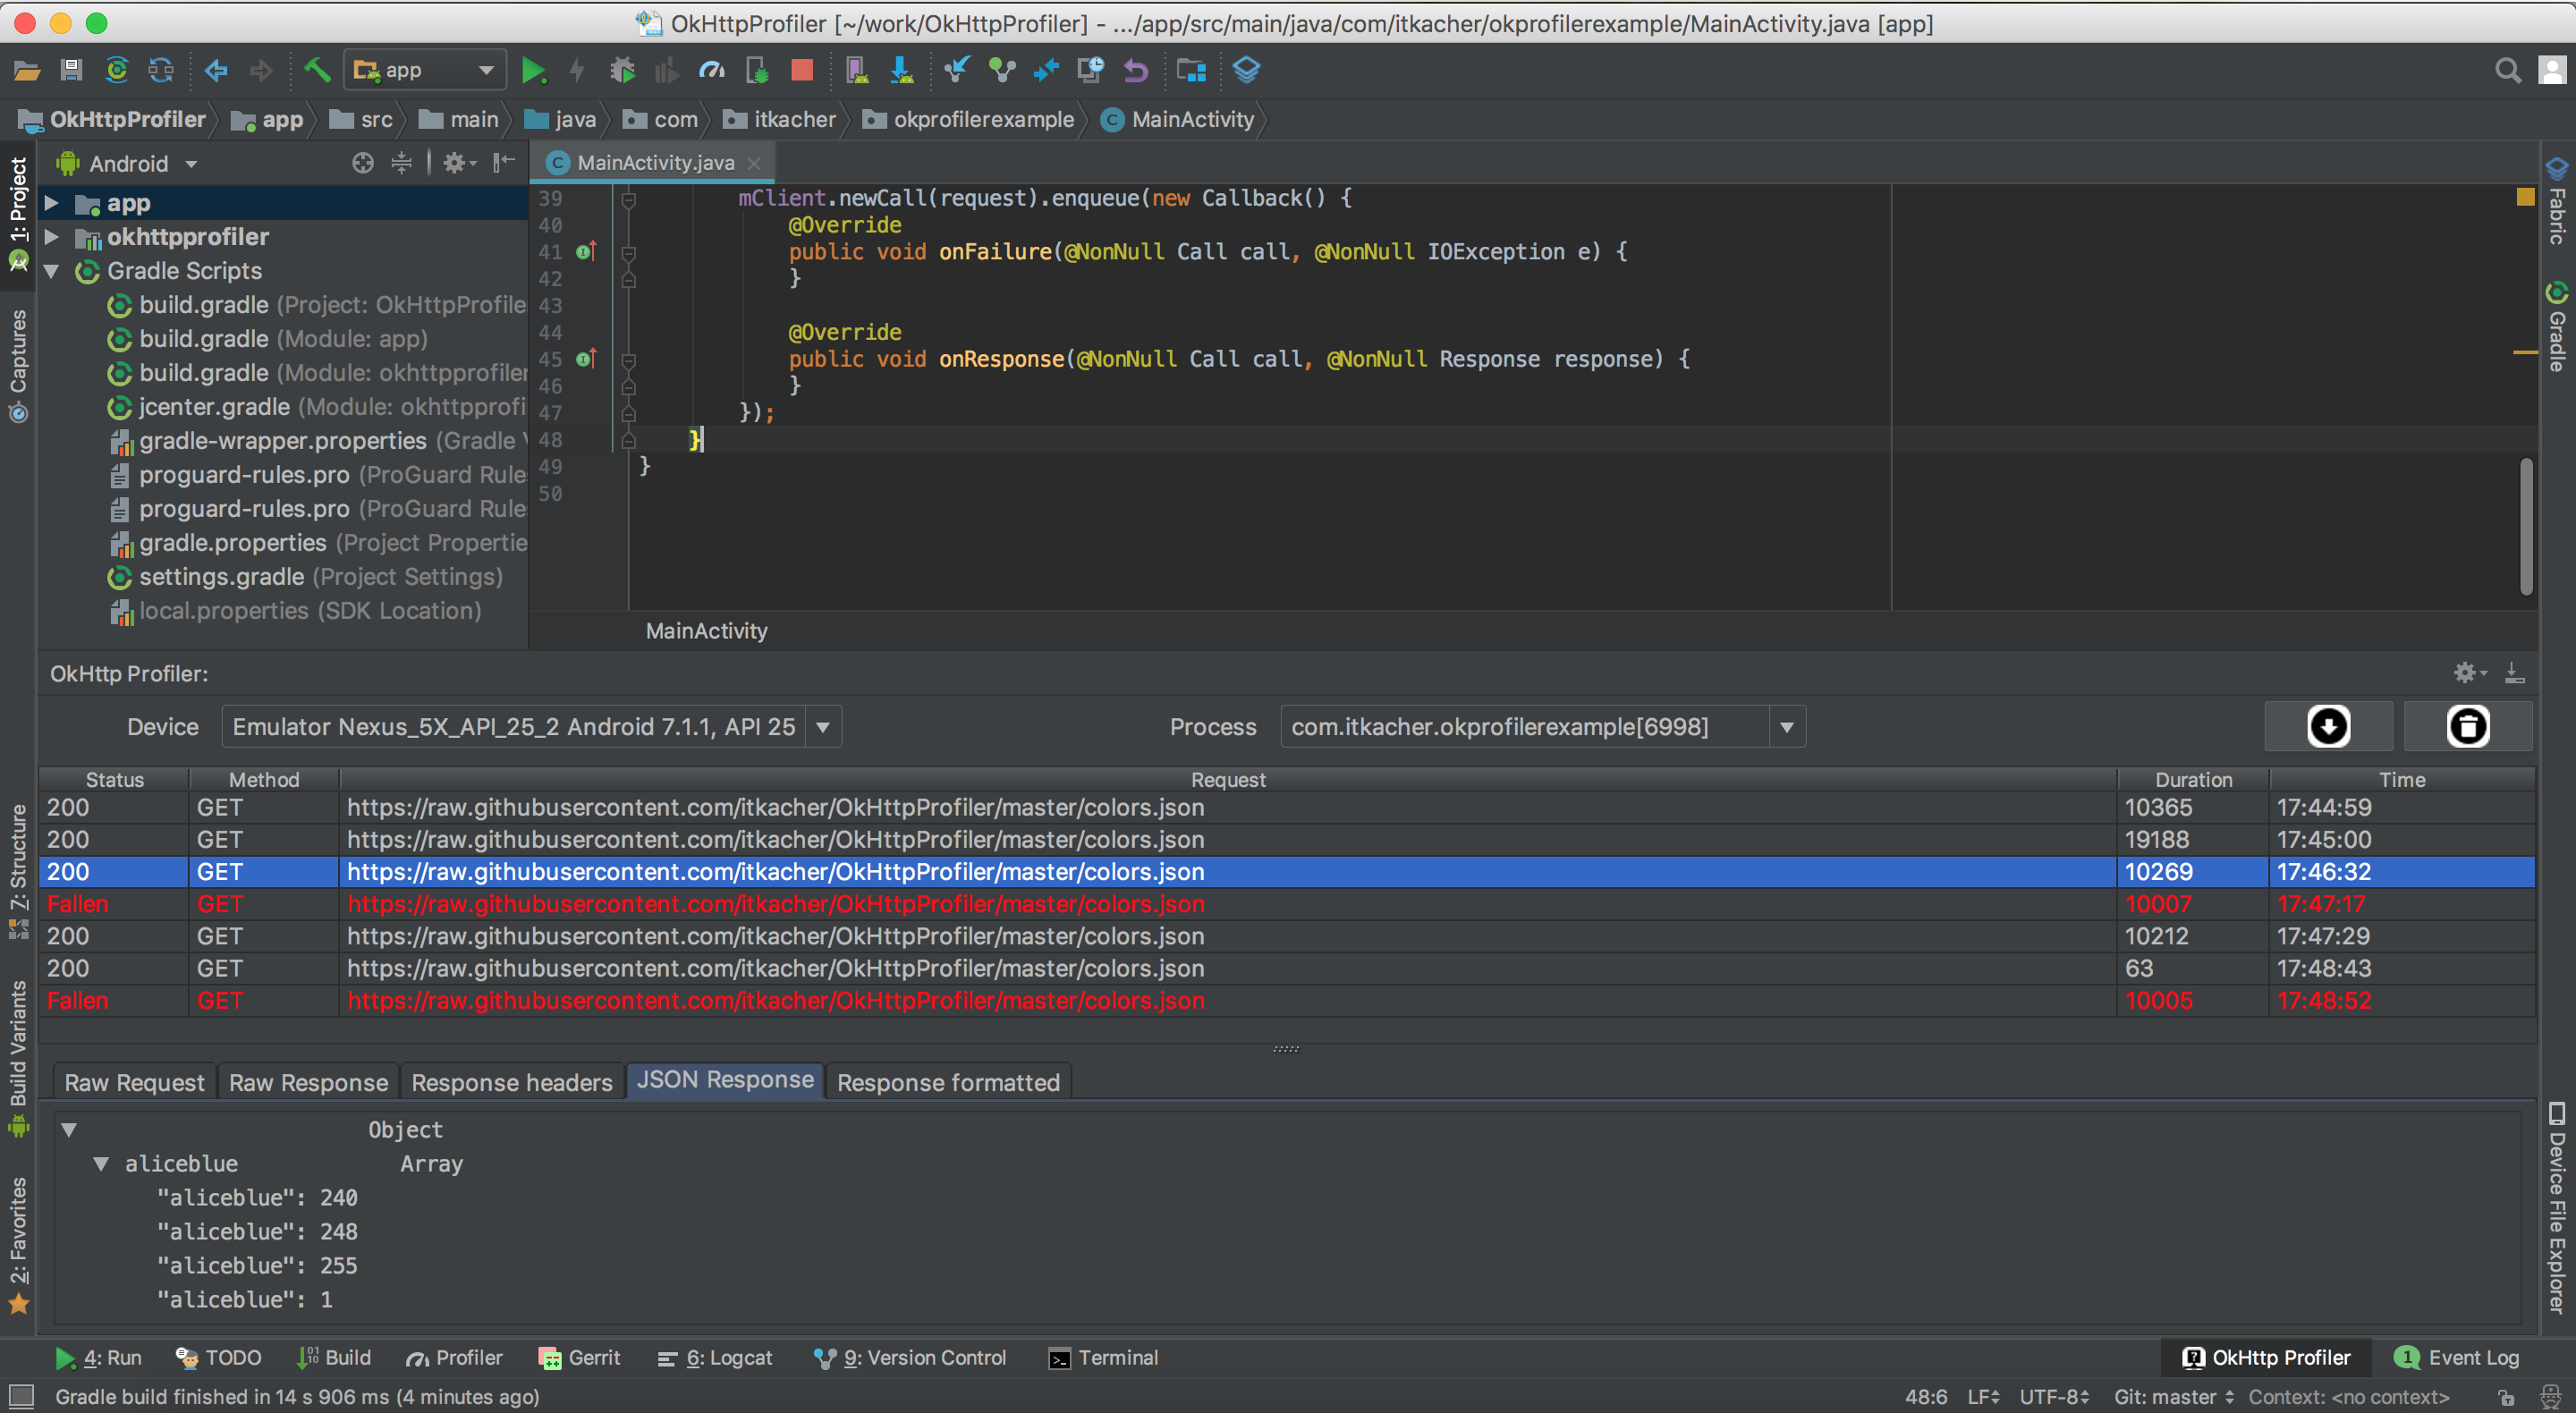 OkHttpProfiler [~/work/OkHttpProfiler] - .../app/src/main/java/com/itkacher/okprofilerexample/MainActivity.java [app]
app
OkHttpProfiler app src main java com itkacher okprofilerexample MainActivity
1: Project
Captures
7: Structure
Build Variants
2: Favorites
Android
app
okhttpprofiler
Gradle Scripts
build.gradle (Project: OkHttpProfile
build.gradle (Module: app)
build.gradle (Module: okhttpprofiler
jcenter.gradle (Module: okhttpprofi
gradle-wrapper.properties (Gradle V
proguard-rules.pro (ProGuard Rule
proguard-rules.pro (ProGuard Rule
gradle.properties (Project Propertie
settings.gradle (Project Settings)
local.properties (SDK Location)
MainActivity.java
39 mClient.newCall(request).enqueue(new Callback() {
40 @Override
41 public void onFailure(@NonNull Call call, @NonNull IOException e) {
42 }
43
44 @Override
45 public void onResponse(@NonNull Call call, @NonNull Response response) {
46 }
47 });
48 }
49 }
50
MainActivity
Fabric
Gradle
Device File Explorer
OkHttp Profiler:
Device Emulator Nexus_5X_API_25_2 Android 7.1.1, API 25 Process com.itkacher.okprofilerexample[6998]
Status Method Request Duration Time
200 GET https://raw.githubusercontent.com/itkacher/OkHttpProfiler/master/colors.json 10365 17:44:59
200 GET https://raw.githubusercontent.com/itkacher/OkHttpProfiler/master/colors.json 19188 17:45:00
200 GET https://raw.githubusercontent.com/itkacher/OkHttpProfiler/master/colors.json 10269 17:46:32
Fallen GET https://raw.githubusercontent.com/itkacher/OkHttpProfiler/master/colors.json 10007 17:47:17
200 GET https://raw.githubusercontent.com/itkacher/OkHttpProfiler/master/colors.json 10212 17:47:29
200 GET https://raw.githubusercontent.com/itkacher/OkHttpProfiler/master/colors.json 63 17:48:43
Fallen GET https://raw.githubusercontent.com/itkacher/OkHttpProfiler/master/colors.json 10005 17:48:52
Raw Request Raw Response Response headers JSON Response Response formatted
Object
aliceblue Array
"aliceblue": 240
"aliceblue": 248
"aliceblue": 255
"aliceblue": 1
4: Run TODO Build Profiler Gerrit 6: Logcat 9: Version Control Terminal OkHttp Profiler 1 Event Log
Gradle build finished in 14 s 906 ms (4 minutes ago) 48:6 LF UTF-8 Git: master Context: <no context>